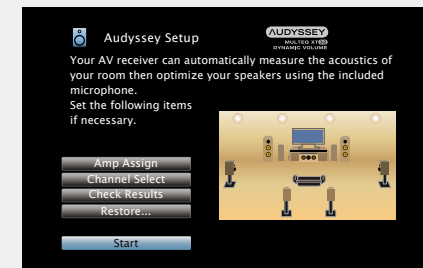 Audyssey Setup
AUDYSSEY
MULTEQ XT32
DYNAMIC VOLUME
Your AV receiver can automatically measure the acoustics of
your room then optimize your speakers using the included
microphone.
Set the following items
if necessary.
Amp Assign
Channel Select
Check Results
Restore...
Start